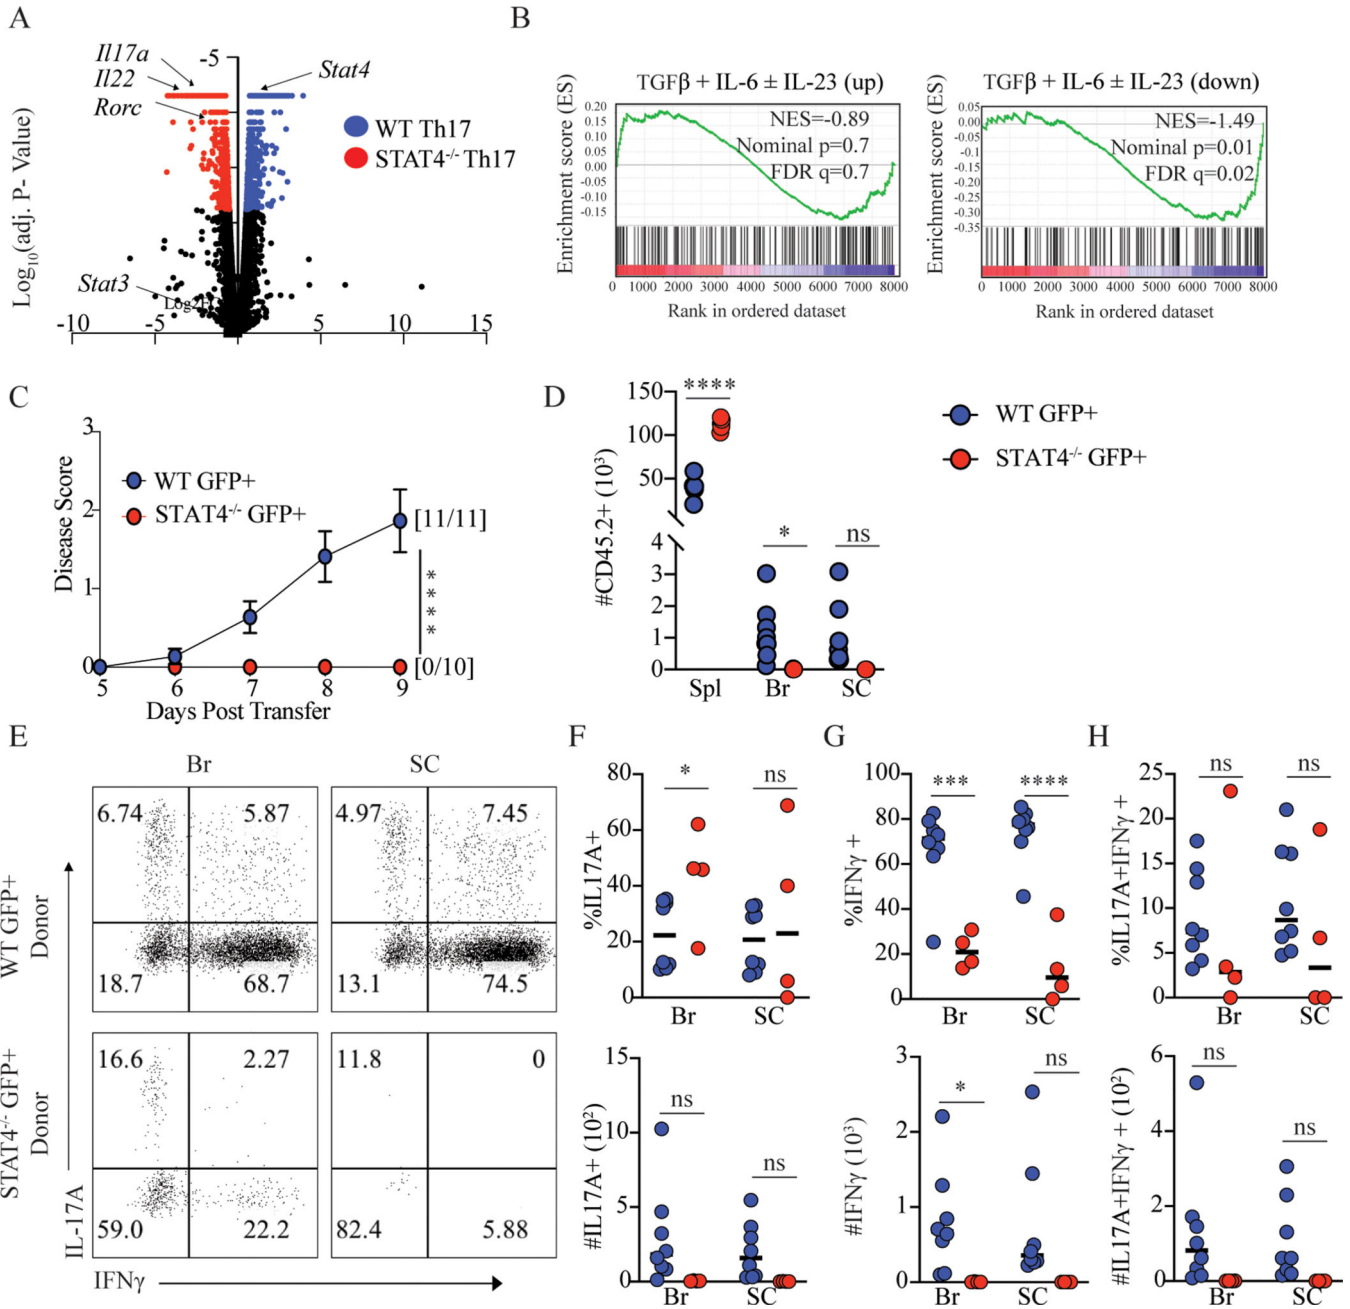 A
Il17a
Il22
Rorc
-5
Stat4
WT Th17
STAT4-/- Th17
Log10(adj. P- Value)
Stat3
-10
-5
5
10
15
B
TGFβ + IL-6 ± IL-23 (up)
Enrichment score (ES)
0.20
0.15
0.10
0.05
0.00
-0.05
-0.10
-0.15
NES=-0.89
Nominal p=0.7
FDR q=0.7
0 1000 2000 3000 4000 5000 6000 7000 8000
Rank in ordered dataset
TGFβ + IL-6 ± IL-23 (down)
Enrichment score (ES)
0.05
0.00
-0.05
-0.1
-0.15
-0.20
-0.25
-0.30
-0.35
NES=-1.49
Nominal p=0.01
FDR q=0.02
0 1000 2000 3000 4000 5000 6000 7000 8000
Rank in ordered dataset
C
Disease Score
3
2
1
0
WT GFP+
STAT4-/- GFP+
[11/11]
****
[0/10]
5 6 7 8 9
Days Post Transfer
D
#CD45.2+ (10³)
150
100
50
4
3
2
1
0
****
*
ns
Spl Br SC
WT GFP+
STAT4-/- GFP+
E
Br SC
WT GFP+
Donor
6.74 5.87
18.7 68.7
4.97 7.45
13.1 74.5
STAT4-/- GFP+
Donor
16.6 2.27
59.0 22.2
11.8 0
82.4 5.88
IL-17A
IFNγ
F
%IL17A+
80
60
40
20
0
*
ns
Br SC
#IL17A+ (10²)
15
10
5
0
ns
ns
Br SC
G
%IFNγ +
100
80
60
40
20
0
***
****
Br SC
#IFNγ (10³)
3
2
1
0
*
ns
Br SC
H
%IL17A+IFNγ +
25
20
15
10
5
0
ns
ns
Br SC
#IL17A+IFNγ + (10²)
6
4
2
0
ns
ns
Br SC